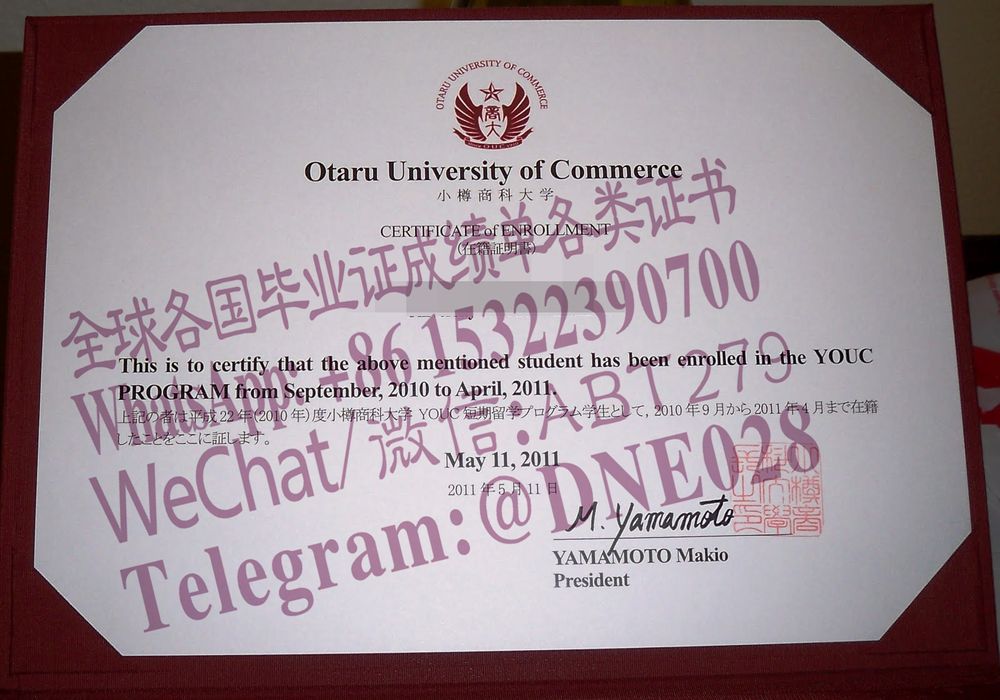 OTARU UNIVERSITY OF COMMERCE
商大
Otaru University of Commerce
小樽商科大学
CERTIFICATE of ENROLLMENT
(在籍証明書)
全球各国毕业证成绩单各类证书
WhatsApp:+86 15322390700
This is to certify that the above mentioned student has been enrolled in the YOUC
PROGRAM from September, 2010 to April, 2011.
上記の者は平成22年(2010年)度小樽商科大学 YOUC 短期留学プログラム学生として, 2010年9月から2011年4月まで在籍
したことをここに証します。
WeChat/微信:ABT279
May 11, 2011
2011年5月11日
Telegram:@DNE028
M. Yamamoto
YAMAMOTO Makio
President